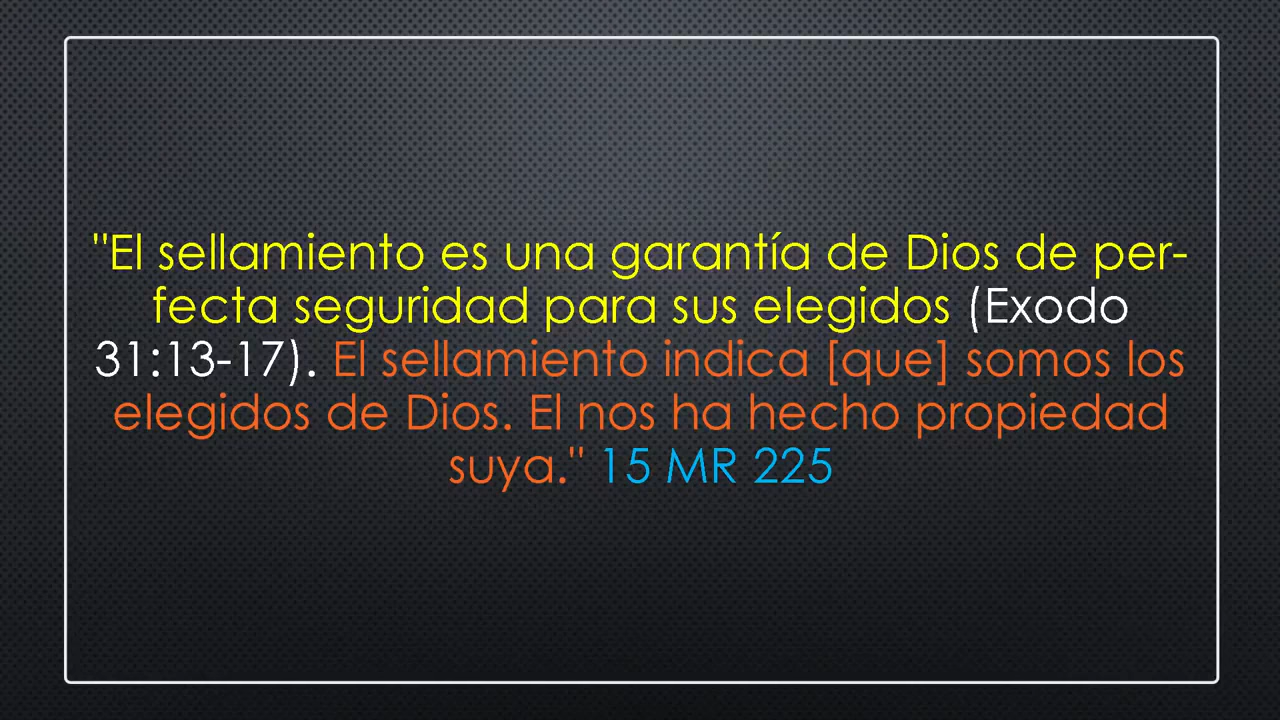 "El sellamiento es una garantía de Dios de per-
fecta seguridad para sus elegidos (Exodo
31:13-17). El sellamiento indica [que] somos los
elegidos de Dios. El nos ha hecho propiedad
suya." 15 MR 225